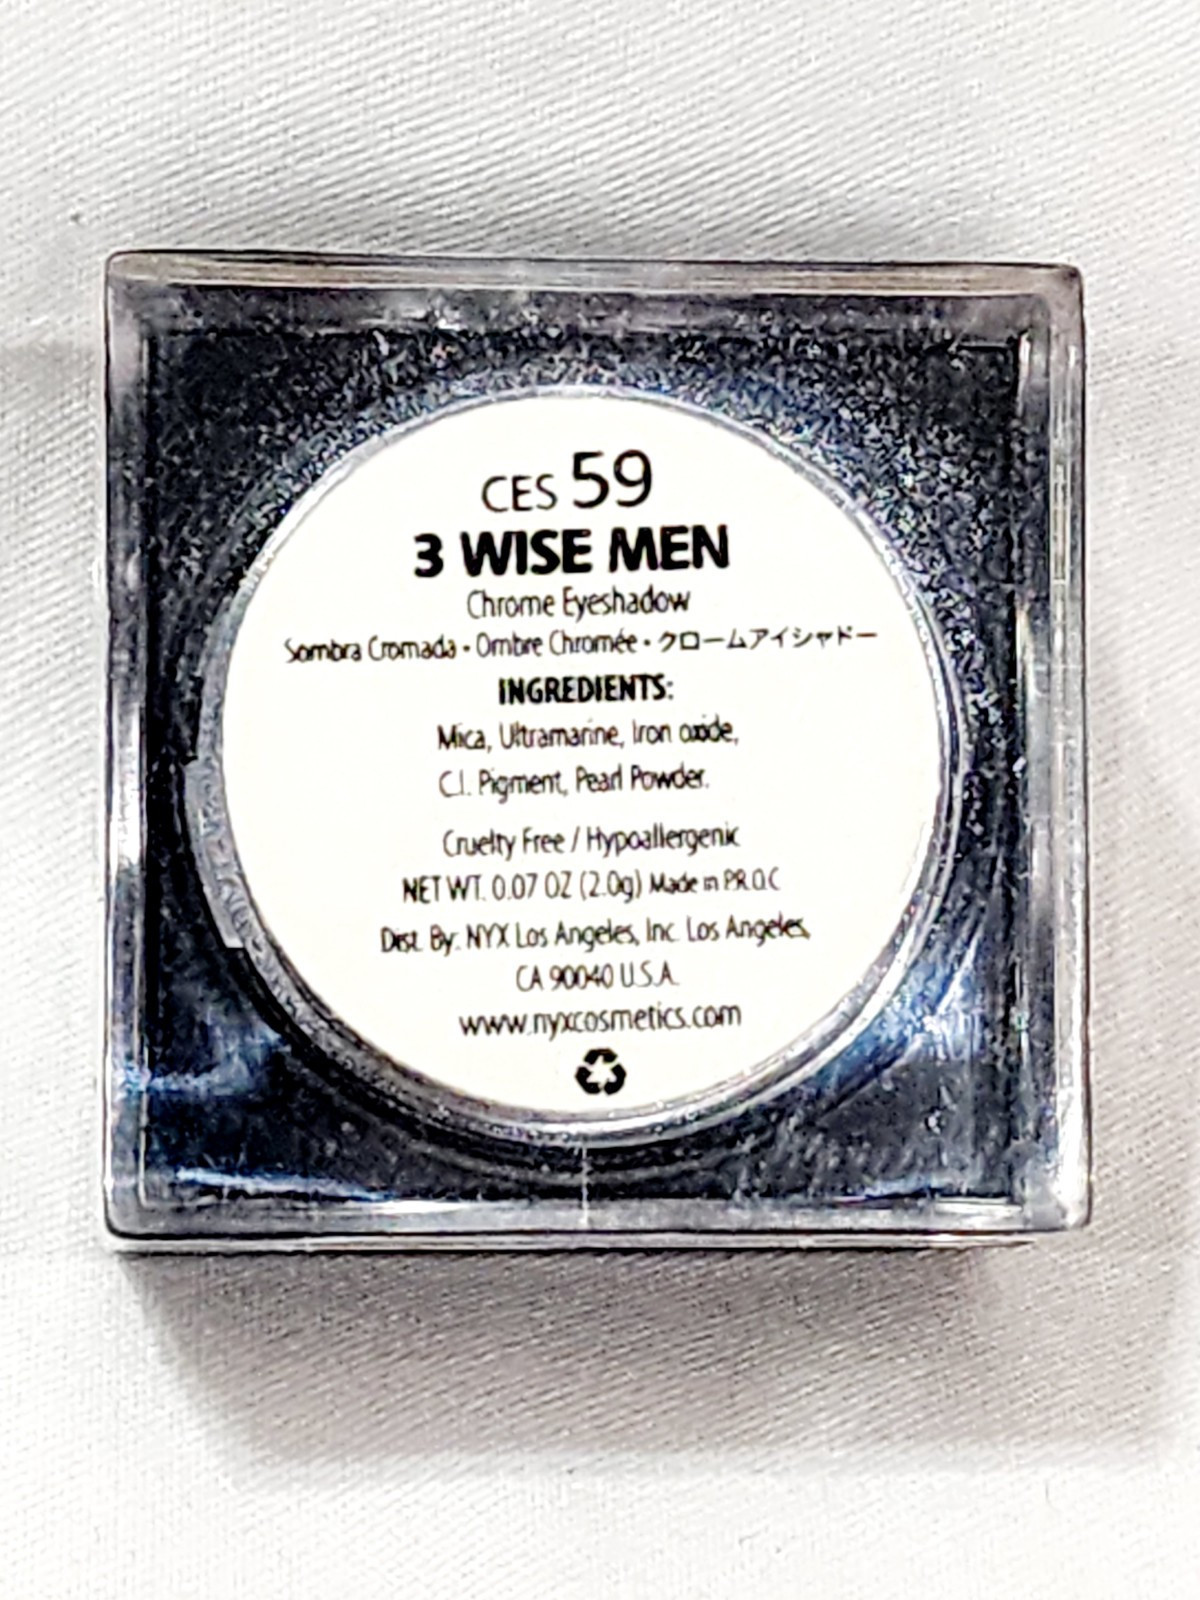 CES 59
3 WISE MEN
Chrome Eyeshadow
Sombra Cromada • Ombre Chromée • クロームアイシャドー
INGREDIENTS:
Mica, Ultramarine, Iron oxide,
C.I. Pigment, Pearl Powder.
Cruelty Free / Hypoallergenic
NET WT. 0.07 OZ (2.0g) Made in P.R.O.C
Dist. By: NYX Los Angeles, Inc. Los Angeles,
CA 90040 U.S.A.
www.nyxcosmetics.com